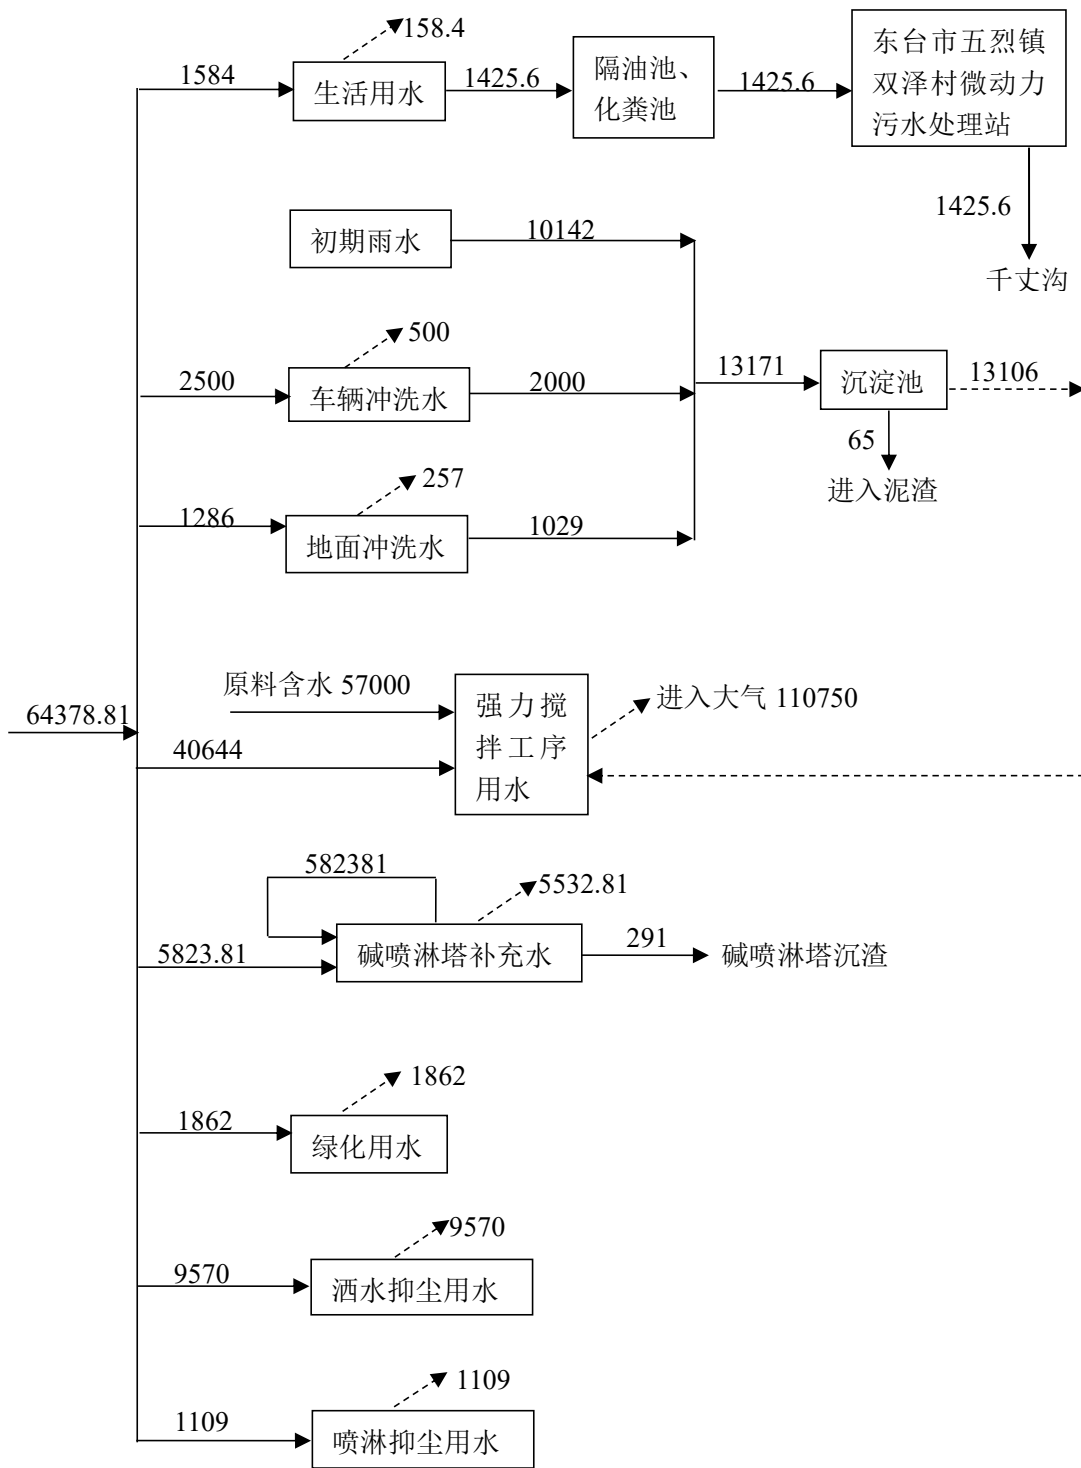 158.4
1584
生活用水
1425.6
隔油池、
化粪池
1425.6
东台市五烈镇
双泽村微动力
污水处理站
1425.6
千丈沟
初期雨水
10142
500
2500
车辆冲洗水
2000
13171
沉淀池
13106
65
进入泥渣
257
1286
地面冲洗水
1029
原料含水 57000
64378.81
40644
强力搅
拌工序
用水
进入大气 110750
582381
5532.81
5823.81
碱喷淋塔补充水
291
碱喷淋塔沉渣
1862
1862
绿化用水
9570
9570
洒水抑尘用水
1109
1109
喷淋抑尘用水